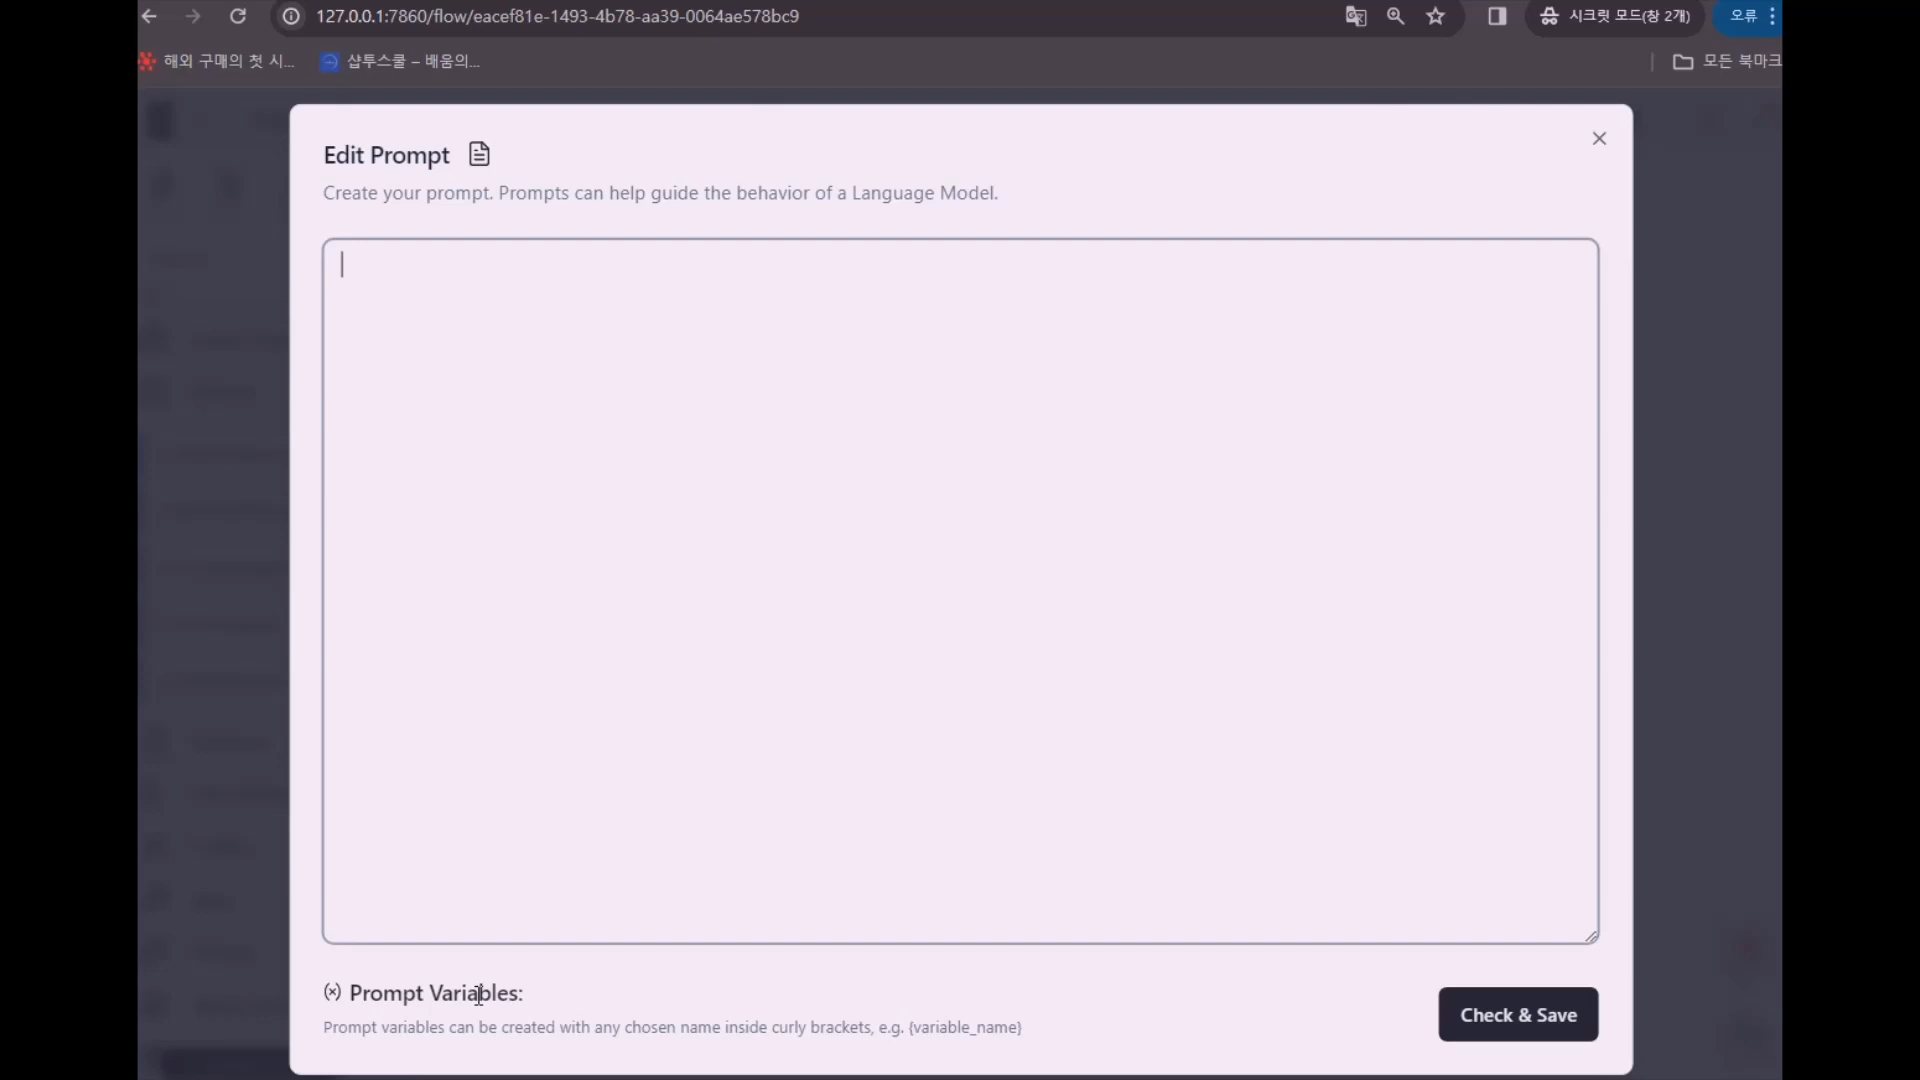 127.0.0.1:7860/flow/eacef81e-1493-4b78-aa39-0064ae578bc9
시크릿 모드(창 2개)
오류
해외 구매의 첫 시...
샵투스쿨 – 배움의...
모든 북마크
Edit Prompt
Create your prompt. Prompts can help guide the behavior of a Language Model.
(×) Prompt Variables:
Prompt variables can be created with any chosen name inside curly brackets, e.g. {variable_name}
Check & Save